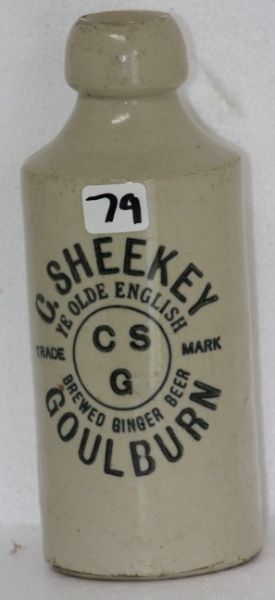 79
C. SHEEKEY
YE OLDE ENGLISH
C S
TRADE MARK
G
BREWED GINGER BEER
GOULBURN